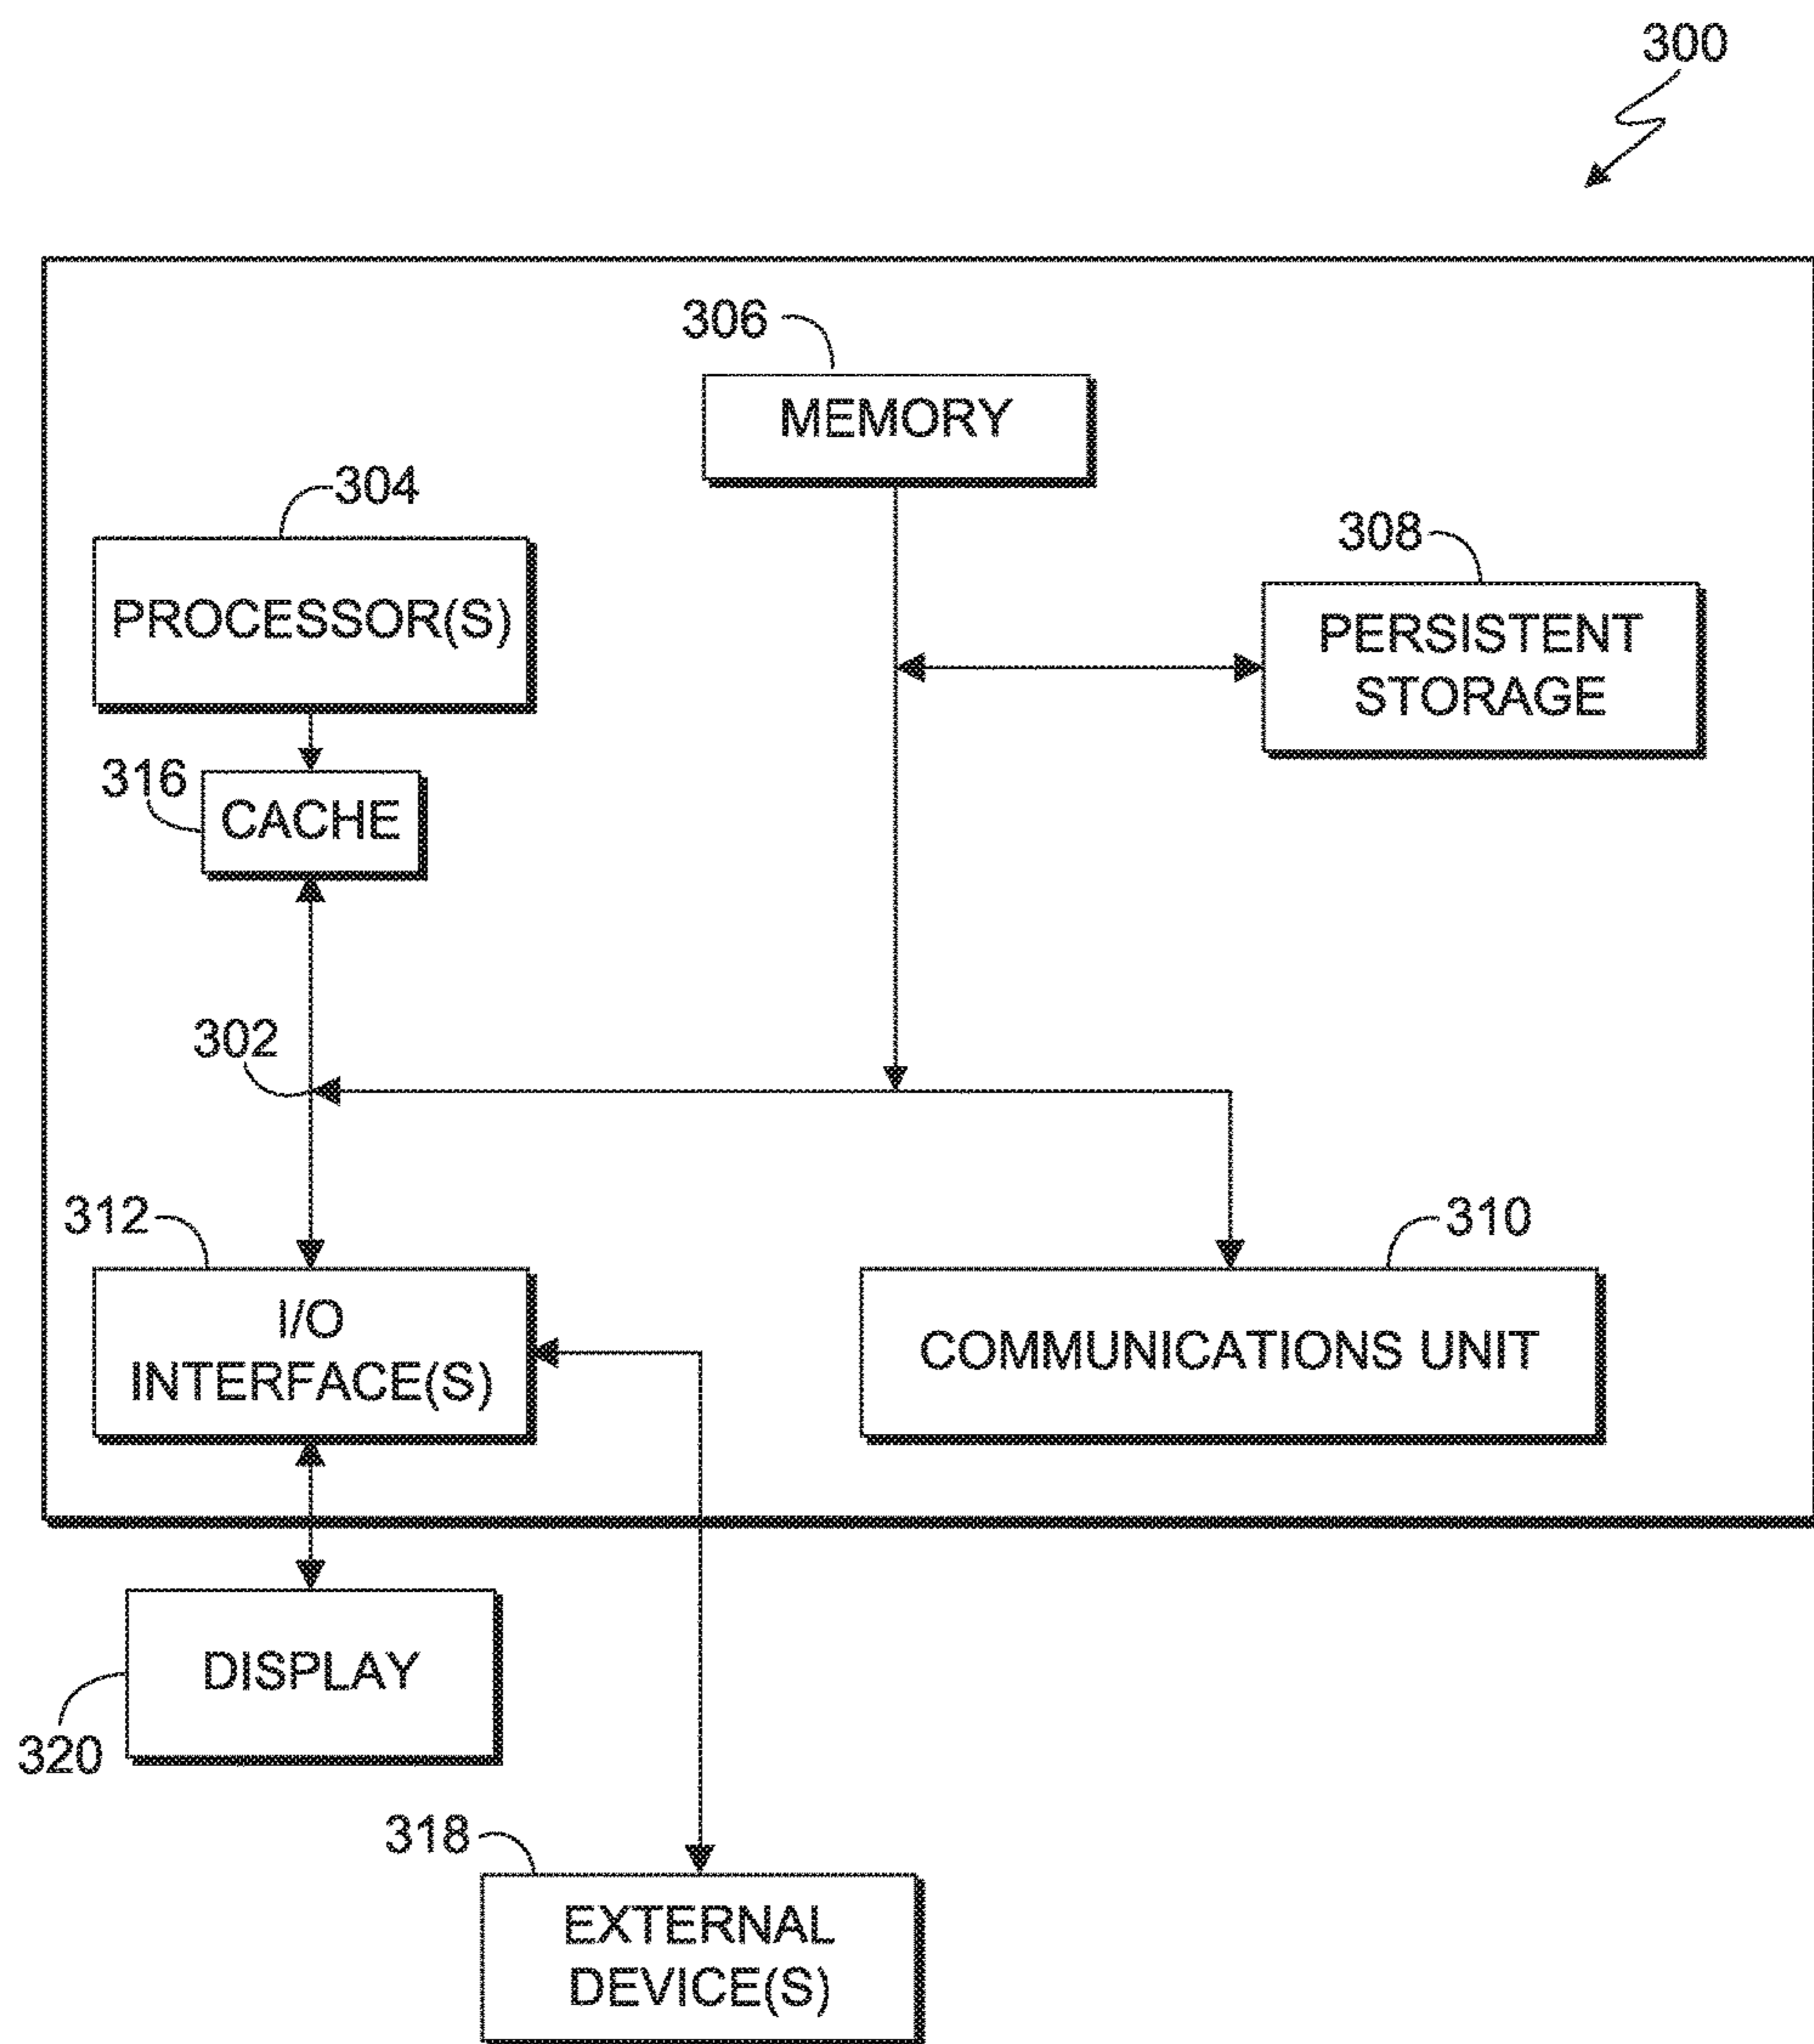 300
306
MEMORY
304
PROCESSOR(S)
308
PERSISTENT
STORAGE
316
CACHE
302
312
I/O
INTERFACE(S)
310
COMMUNICATIONS UNIT
DISPLAY
320
318
EXTERNAL
DEVICE(S)